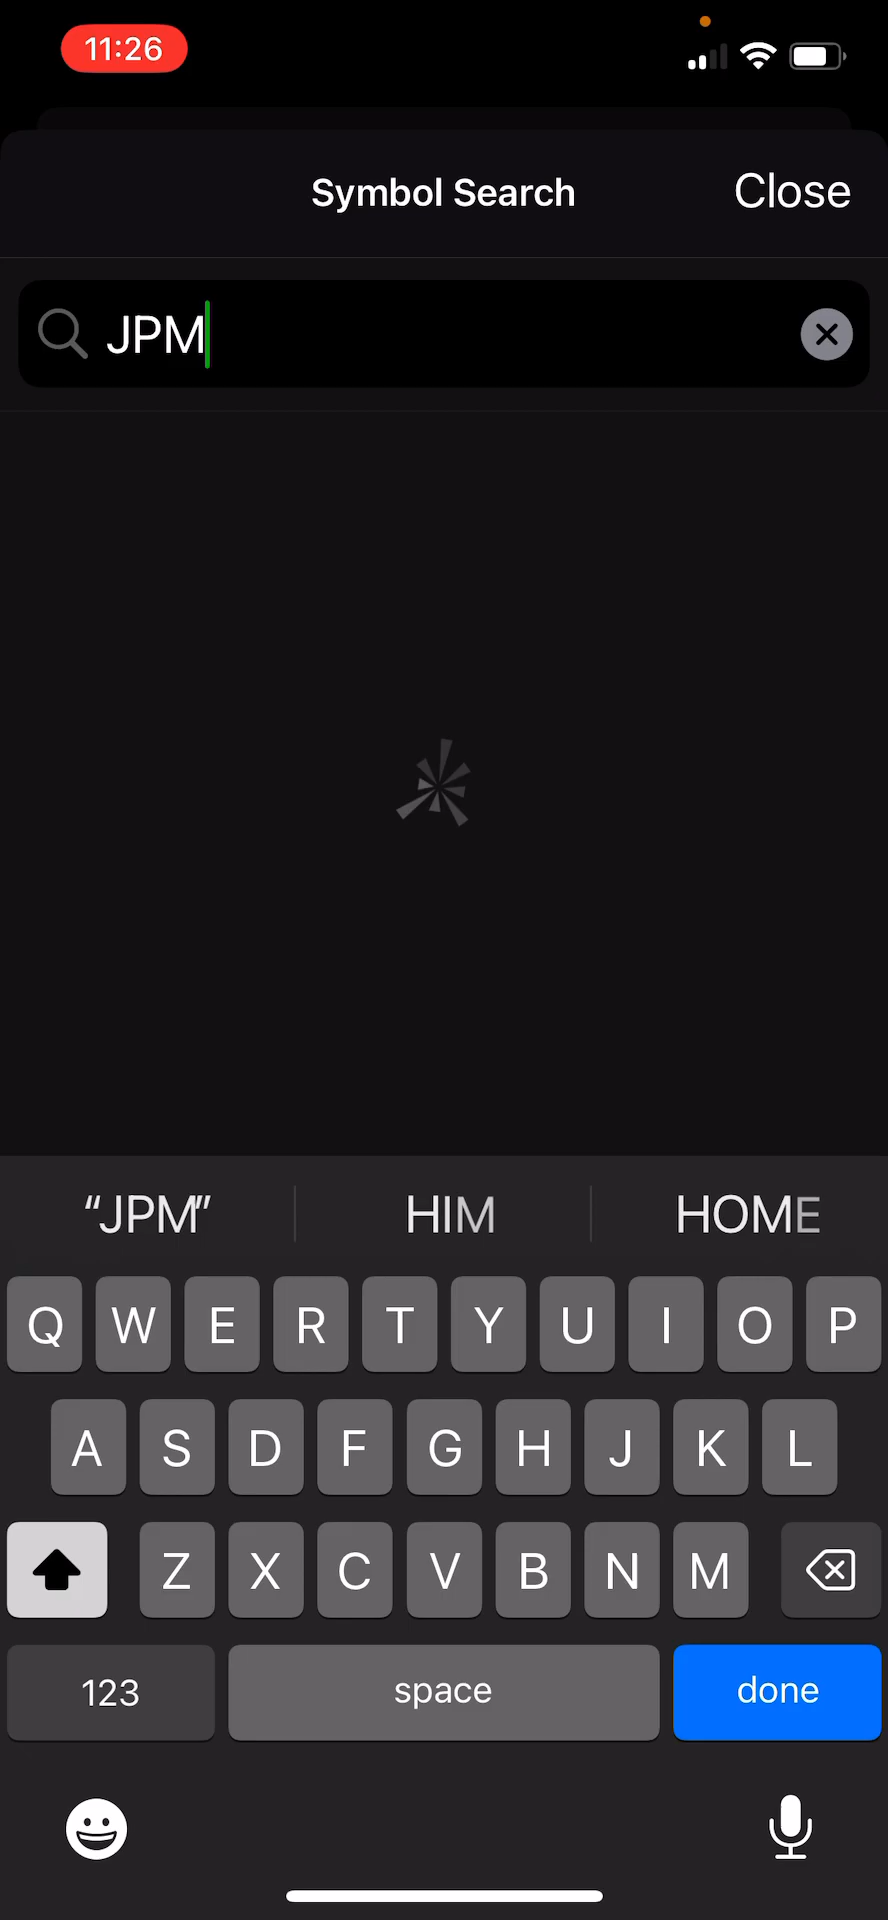 11:26
Symbol Search
Close
JPM
“JPM”
HIM
HOME
Q W E R T Y U I O P
A S D F G H J K L
Z X C V B N M
123
space
done